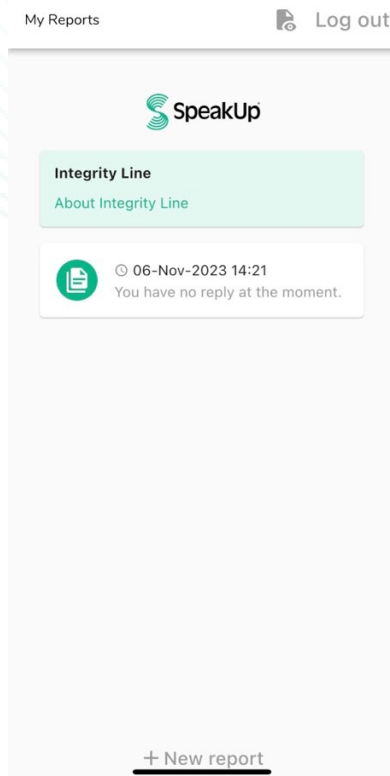 My Reports
Log out
SpeakUp
Integrity Line
About Integrity Line
06-Nov-2023 14:21
You have no reply at the moment.
+ New report